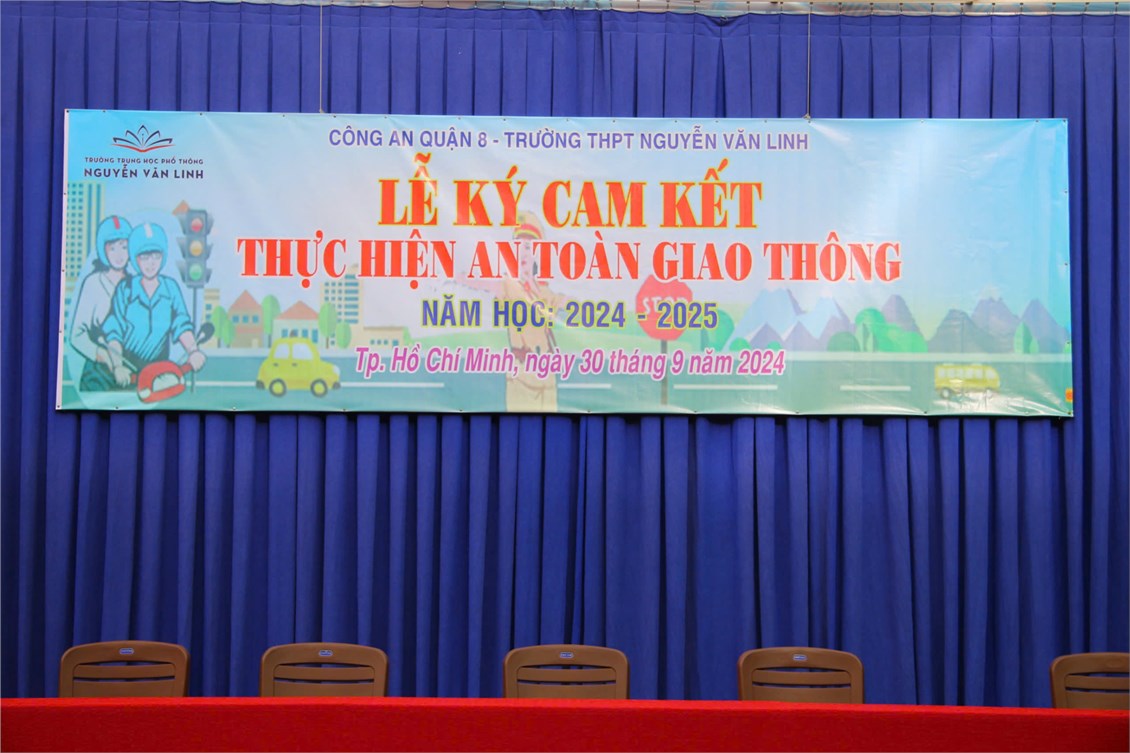 CÔNG AN QUẬN 8 - TRƯỜNG THPT NGUYỄN VĂN LINH
TRƯỜNG TRUNG HỌC PHỔ THÔNG
NGUYỄN VĂN LINH
LỄ KÝ CAM KẾT
THỰC HIỆN AN TOÀN GIAO THÔNG
STOP
NĂM HỌC: 2024 - 2025
Tp. Hồ Chí Minh, ngày 30 tháng 9 năm 2024